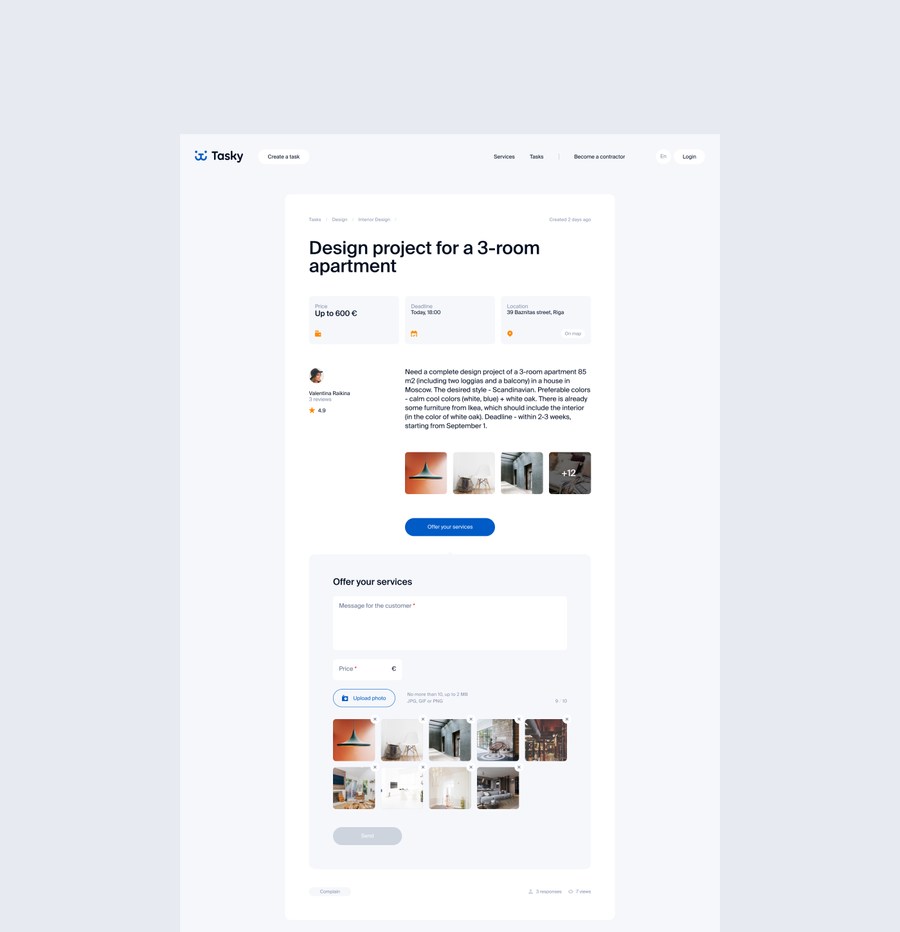 Tasky
Create a task
Services
Tasks
Become a contractor
En
Login
Tasks
Design
Interior Design
Created 2 days ago
Design project for a 3-room
apartment
Price
Up to 600 €
Deadline
Today, 18:00
Location
39 Baznitas street, Riga
On map
Valentina Raikina
3 reviews
4.9
Need a complete design project of a 3-room apartment 85
m2 (including two loggias and a balcony) in a house in
Moscow. The desired style - Scandinavian. Preferable colors
- calm cool colors (white, blue) + white oak. There is already
some furniture from Ikea, which should include the interior
(in the color of white oak). Deadline - within 2-3 weeks,
starting from September 1.
+12
Offer your services
Offer your services
Message for the customer *
Price *
€
Upload photo
No more than 10, up to 2 MB
JPG, GIF or PNG
9 / 10
Send
Complain
3 responses
7 views